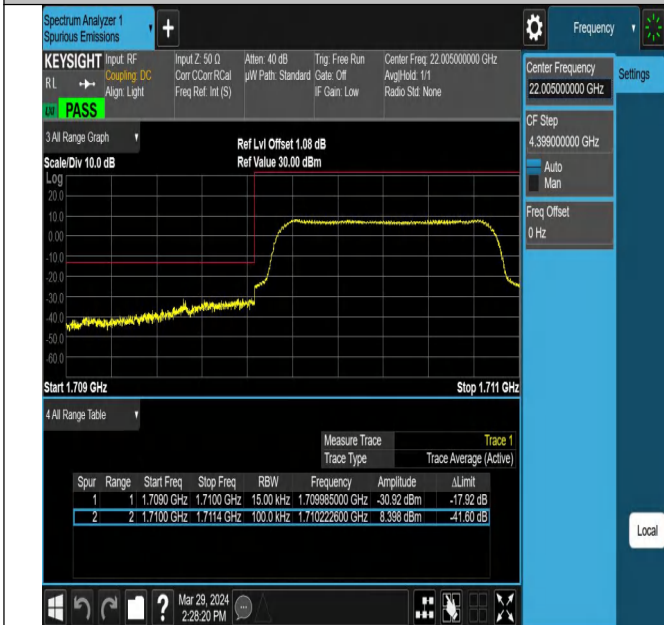 Spectrum Analyzer 1
Spurious Emissions
+
Frequency
KEYSIGHT
RL
PASS
Input: RF
Coupling: DC
Align: Light
Input Z: 50 Ω
Corr CCorr RCal
Freq Ref: Int (S)
Atten: 40 dB
µW Path: Standard
Trig: Free Run
Gate: Off
IF Gain: Low
Center Freq: 22.005000000 GHz
Avg|Hold: 1/1
Radio Std: None
Center Frequency
22.005000000 GHz
Settings
CF Step
4.399000000 GHz
Auto
Man
Freq Offset
0 Hz
3 All Range Graph
Scale/Div 10.0 dB
Ref Lvl Offset 1.08 dB
Ref Value 30.00 dBm
Log
20.0
10.0
0.00
-10.0
-20.0
-30.0
-40.0
-50.0
-60.0
Start 1.709 GHz
Stop 1.711 GHz
4 All Range Table
Measure Trace Trace 1
Trace Type Trace Average (Active)
Spur Range Start Freq Stop Freq RBW Frequency Amplitude ΔLimit
1 1 1.7090 GHz 1.7100 GHz 15.00 kHz 1.709985000 GHz -30.92 dBm -17.92 dB
2 2 1.7100 GHz 1.7114 GHz 100.0 kHz 1.710222600 GHz 8.398 dBm -41.60 dB
Local
?
Mar 29, 2024
2:28:20 PM